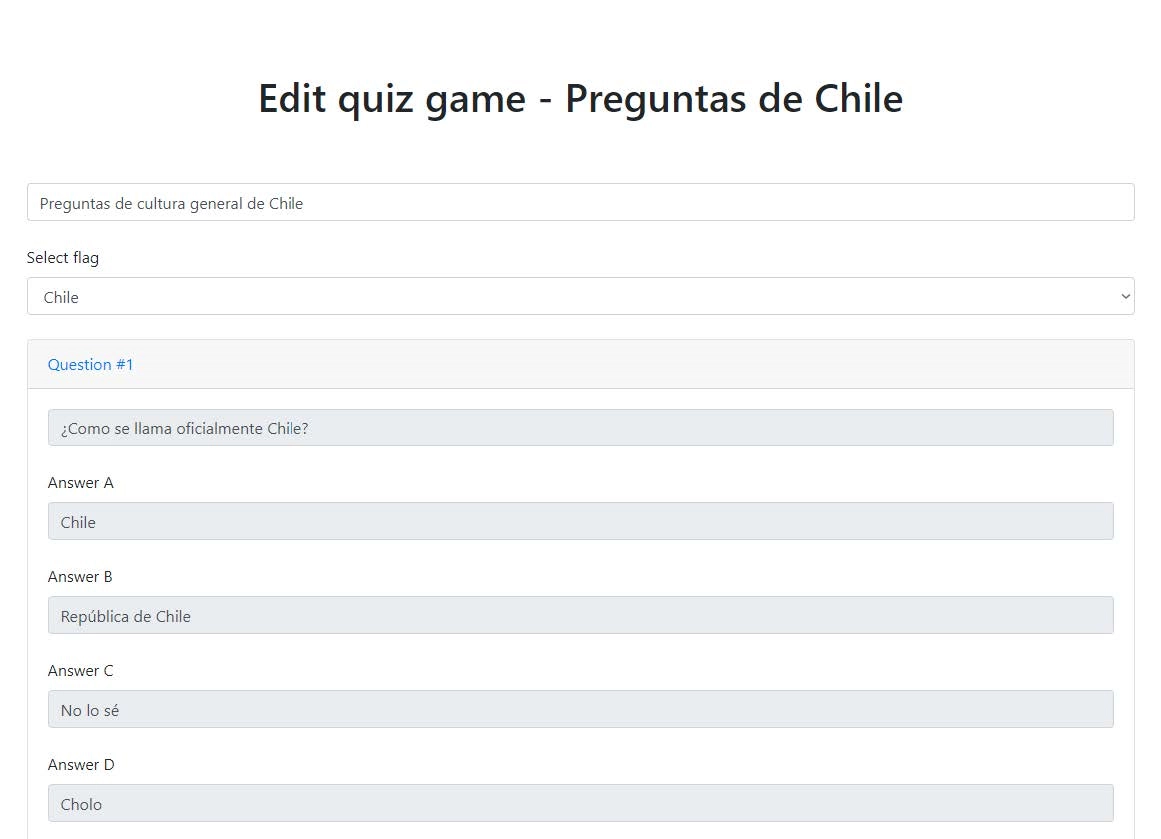 Edit quiz game - Preguntas de Chile
Preguntas de cultura general de Chile
Select flag
Chile
Question #1
¿Como se llama oficialmente Chile?
Answer A
Chile
Answer B
República de Chile
Answer C
No lo sé
Answer D
Cholo